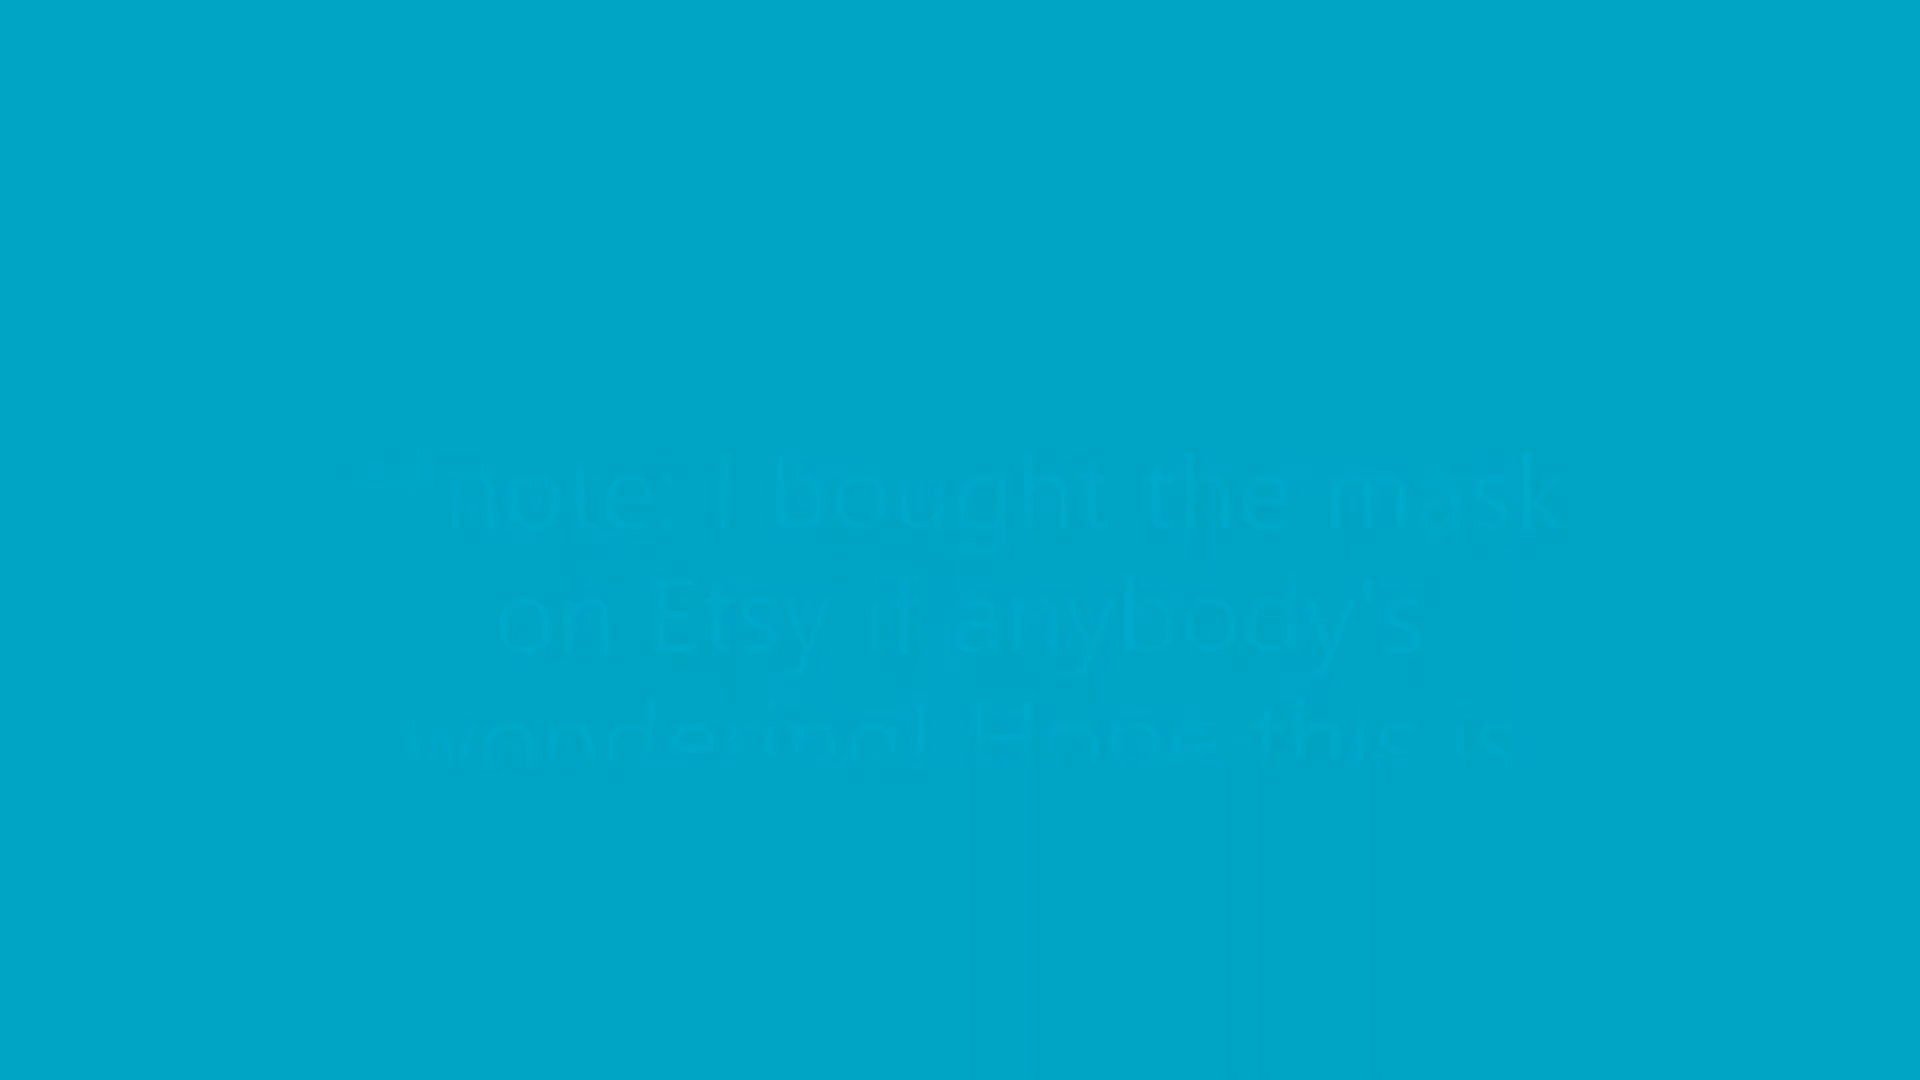 *note: I bought the mask
on Etsy if anybody's
wondering! Hope this is